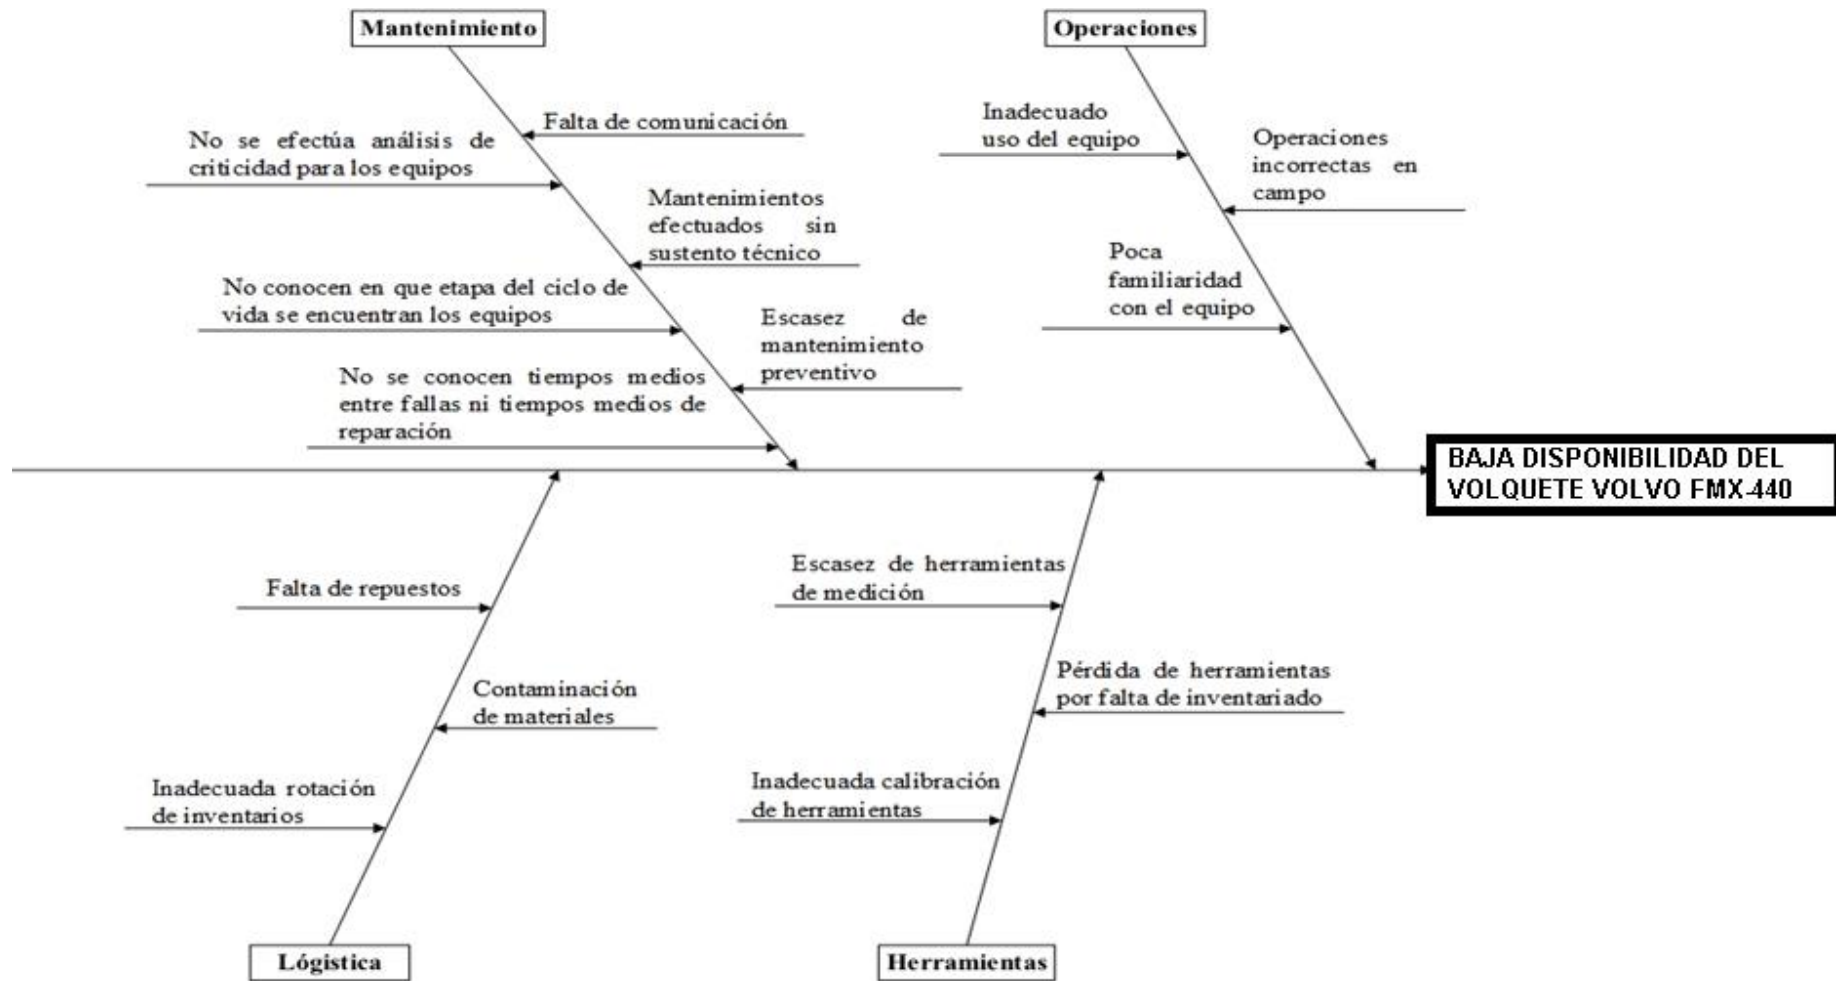 Mantenimiento
Operaciones
Falta de comunicación
No se efectúa análisis de
criticidad para los equipos
Mantenimientos
efectuados sin
sustento técnico
No conocen en que etapa del ciclo de
vida se encuentran los equipos
Escasez de
mantenimiento
preventivo
No se conocen tiempos medios
entre fallas ni tiempos medios de
reparación
Inadecuado
uso del equipo
Operaciones
incorrectas en
campo
Poca
familiaridad
con el equipo
BAJA DISPONIBILIDAD DEL
VOLQUETE VOLVO FMX-440
Falta de repuestos
Contaminación
de materiales
Inadecuada rotación
de inventarios
Escasez de herramientas
de medición
Pérdida de herramientas
por falta de inventariado
Inadecuada calibración
de herramientas
Lógistica
Herramientas